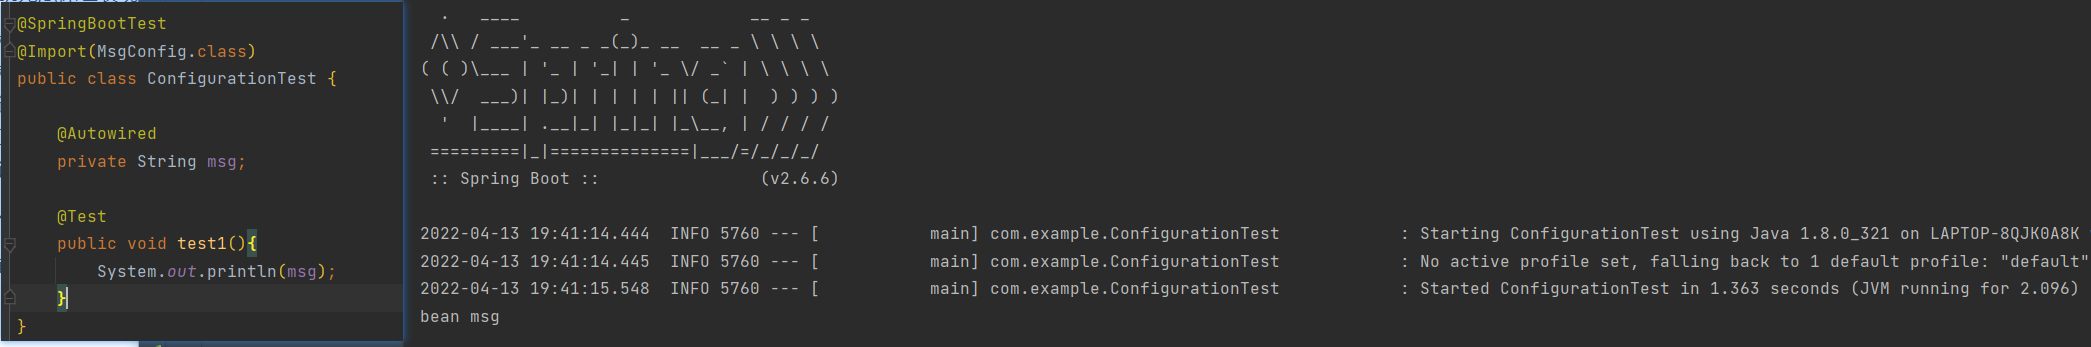 @SpringBootTest
@Import(MsgConfig.class)
public class ConfigurationTest {
    @Autowired
    private String msg;
    @Test
    public void test1(){
        System.out.println(msg);
    }
}
  .   ____          _            __ _ _
 /\\ / ___'_ __ _ _(_)_ __  __ _ \ \ \ \
( ( )\___ | '_ | '_| | '_ \/ _` | \ \ \ \
 \\/  ___)| |_)| | | | | || (_| |  ) ) ) )
  '  |____| .__|_| |_|_| |_\__, | / / / /
 =========|_|==============|___/=/_/_/_/
 :: Spring Boot ::                (v2.6.6)
2022-04-13 19:41:14.444  INFO 5760 --- [           main] com.example.ConfigurationTest            : Starting ConfigurationTest using Java 1.8.0_321 on LAPTOP-8QJK0A8K
2022-04-13 19:41:14.445  INFO 5760 --- [           main] com.example.ConfigurationTest            : No active profile set, falling back to 1 default profile: "default"
2022-04-13 19:41:15.548  INFO 5760 --- [           main] com.example.ConfigurationTest            : Started ConfigurationTest in 1.363 seconds (JVM running for 2.096)
bean msg